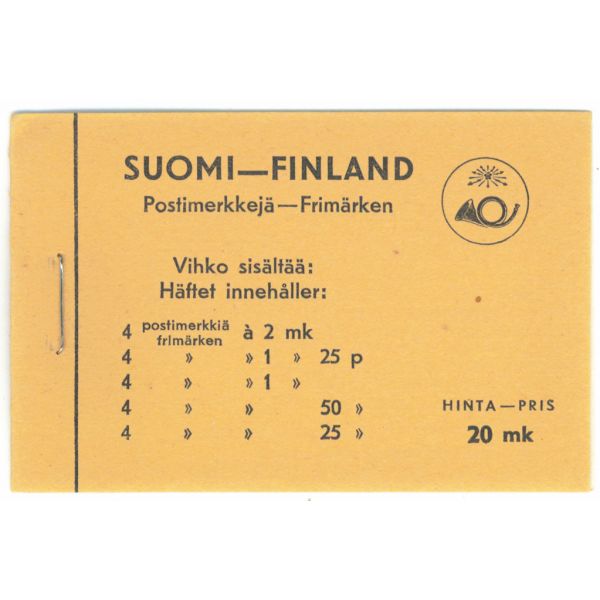 SUOMI—FINLAND
Postimerkkejä—Frimärken
Vihko sisältää:
Häftet innehåller:
4 postimerkkiä frimärken à 2 mk
4 » » 1 » 25 p
4 » » 1 »
4 » » 50 »
4 » » 25 »
HINTA—PRIS
20 mk